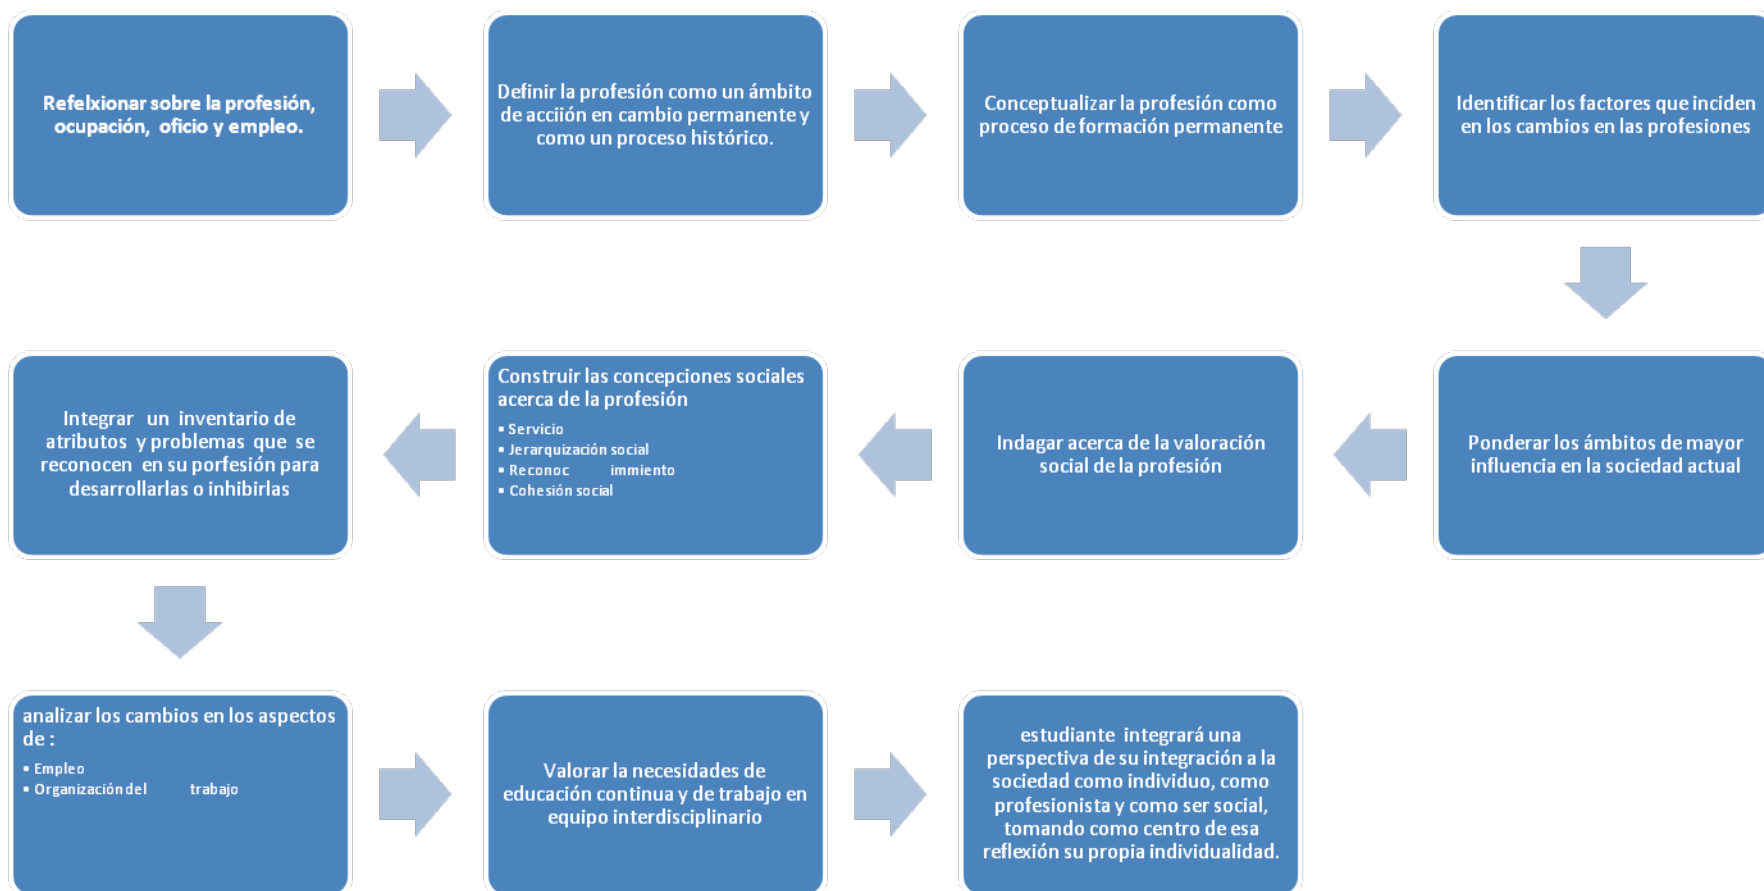 Refelxionar sobre la profesión,
ocupación, oficio y empleo.
Definir la profesión como un ámbito
de acciión en cambio permanente y
como un proceso histórico.
Conceptualizar la profesión como
proceso de formación permanente
Identificar los factores que inciden
en los cambios en las profesiones
Ponderar los ámbitos de mayor
influencia en la sociedad actual
Indagar acerca de la valoración
social de la profesión
Construir las concepciones sociales
acerca de la profesión
• Servicio
• Jerarquización social
• Reconoc immiento
• Cohesión social
Integrar un inventario de
atributos y problemas que se
reconocen en su porfesión para
desarrollarlas o inhibirlas
analizar los cambios en los aspectos
de :
• Empleo
• Organización del trabajo
Valorar la necesidades de
educación continua y de trabajo en
equipo interdisciplinario
estudiante integrará una
perspectiva de su integración a la
sociedad como individuo, como
profesionista y como ser social,
tomando como centro de esa
reflexión su propia individualidad.